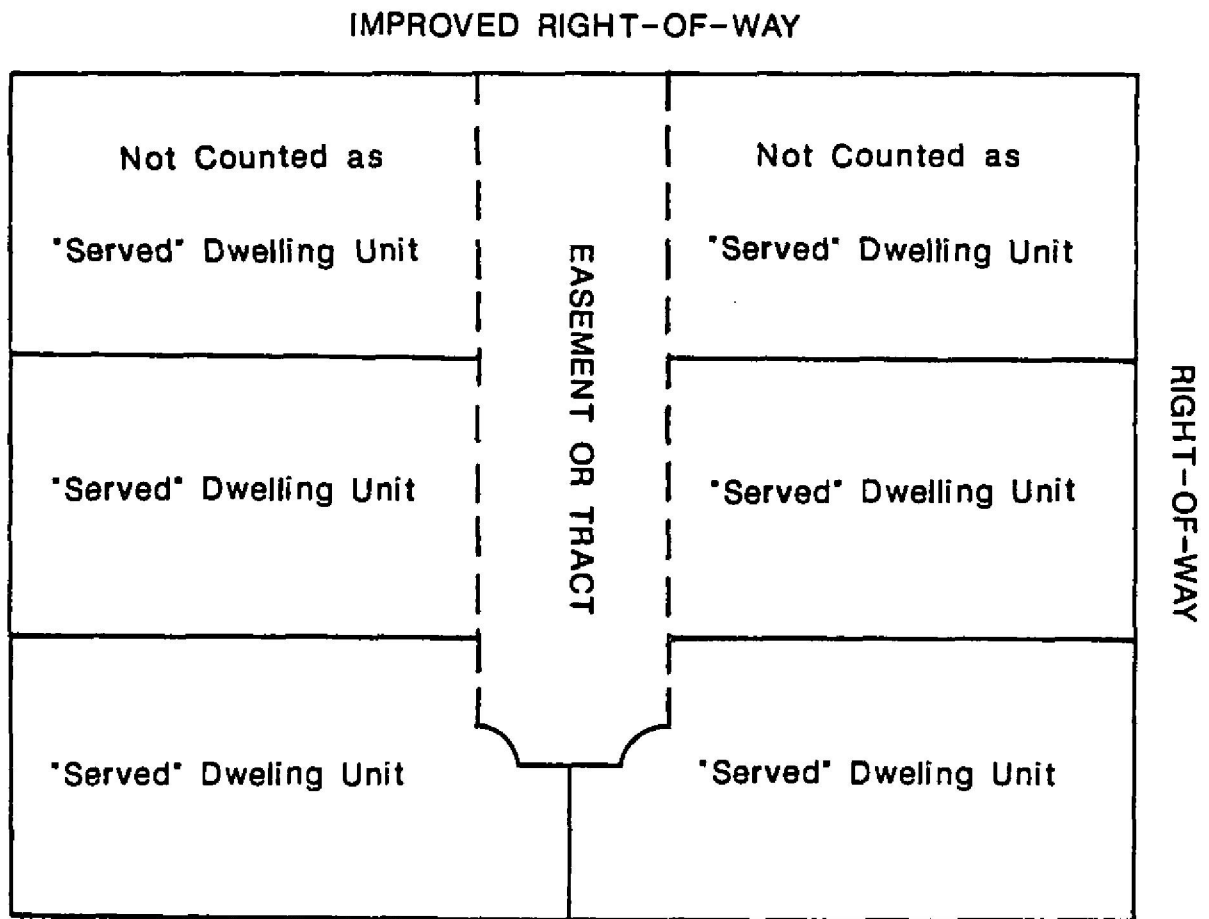 IMPROVED RIGHT-OF-WAY
Not Counted as
"Served" Dwelling Unit
Not Counted as
"Served" Dwelling Unit
EASEMENT OR TRACT
RIGHT-OF-WAY
"Served" Dwelling Unit
"Served" Dwelling Unit
"Served" Dweling Unit
"Served" Dwelling Unit